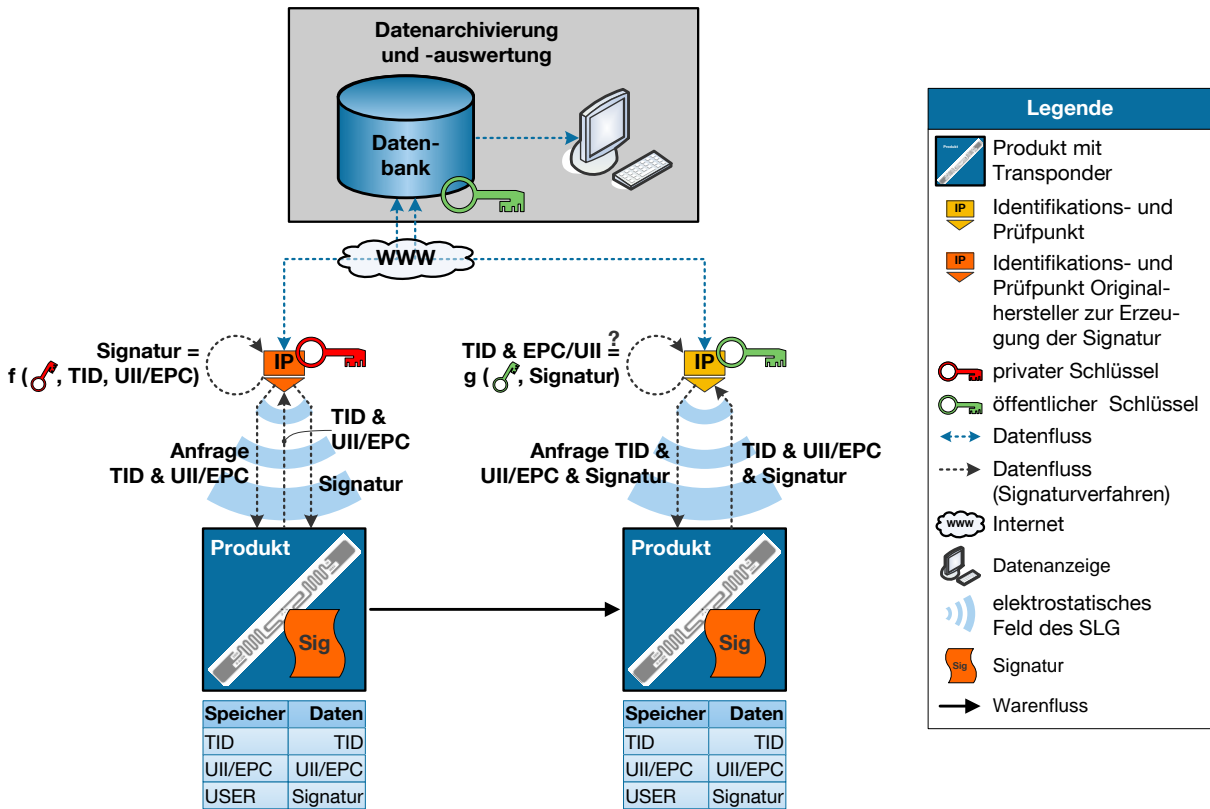 Datenarchivierung
und -auswertung
Daten-
bank
WWW
Signatur =
f ( , TID, UII/EPC)
IP
TID &
UII/EPC
Anfrage
TID & UII/EPC
Signatur
TID & EPC/UII =
?
g ( , Signatur)
IP
Anfrage TID &
UII/EPC & Signatur
TID & UII/EPC
& Signatur
Produkt
Sig
Produkt
Sig
Speicher Daten
TID TID
UII/EPC UII/EPC
USER Signatur
Speicher Daten
TID TID
UII/EPC UII/EPC
USER Signatur
Legende
Produkt
Produkt mit
Transponder
IP
Identifikations- und
Prüfpunkt
IP
Identifikations- und
Prüfpunkt Original-
hersteller zur Erzeu-
gung der Signatur
privater Schlüssel
öffentlicher Schlüssel
Datenfluss
Datenfluss
(Signaturverfahren)
WWW
Internet
Datenanzeige
elektrostatisches
Feld des SLG
Sig
Signatur
Warenfluss